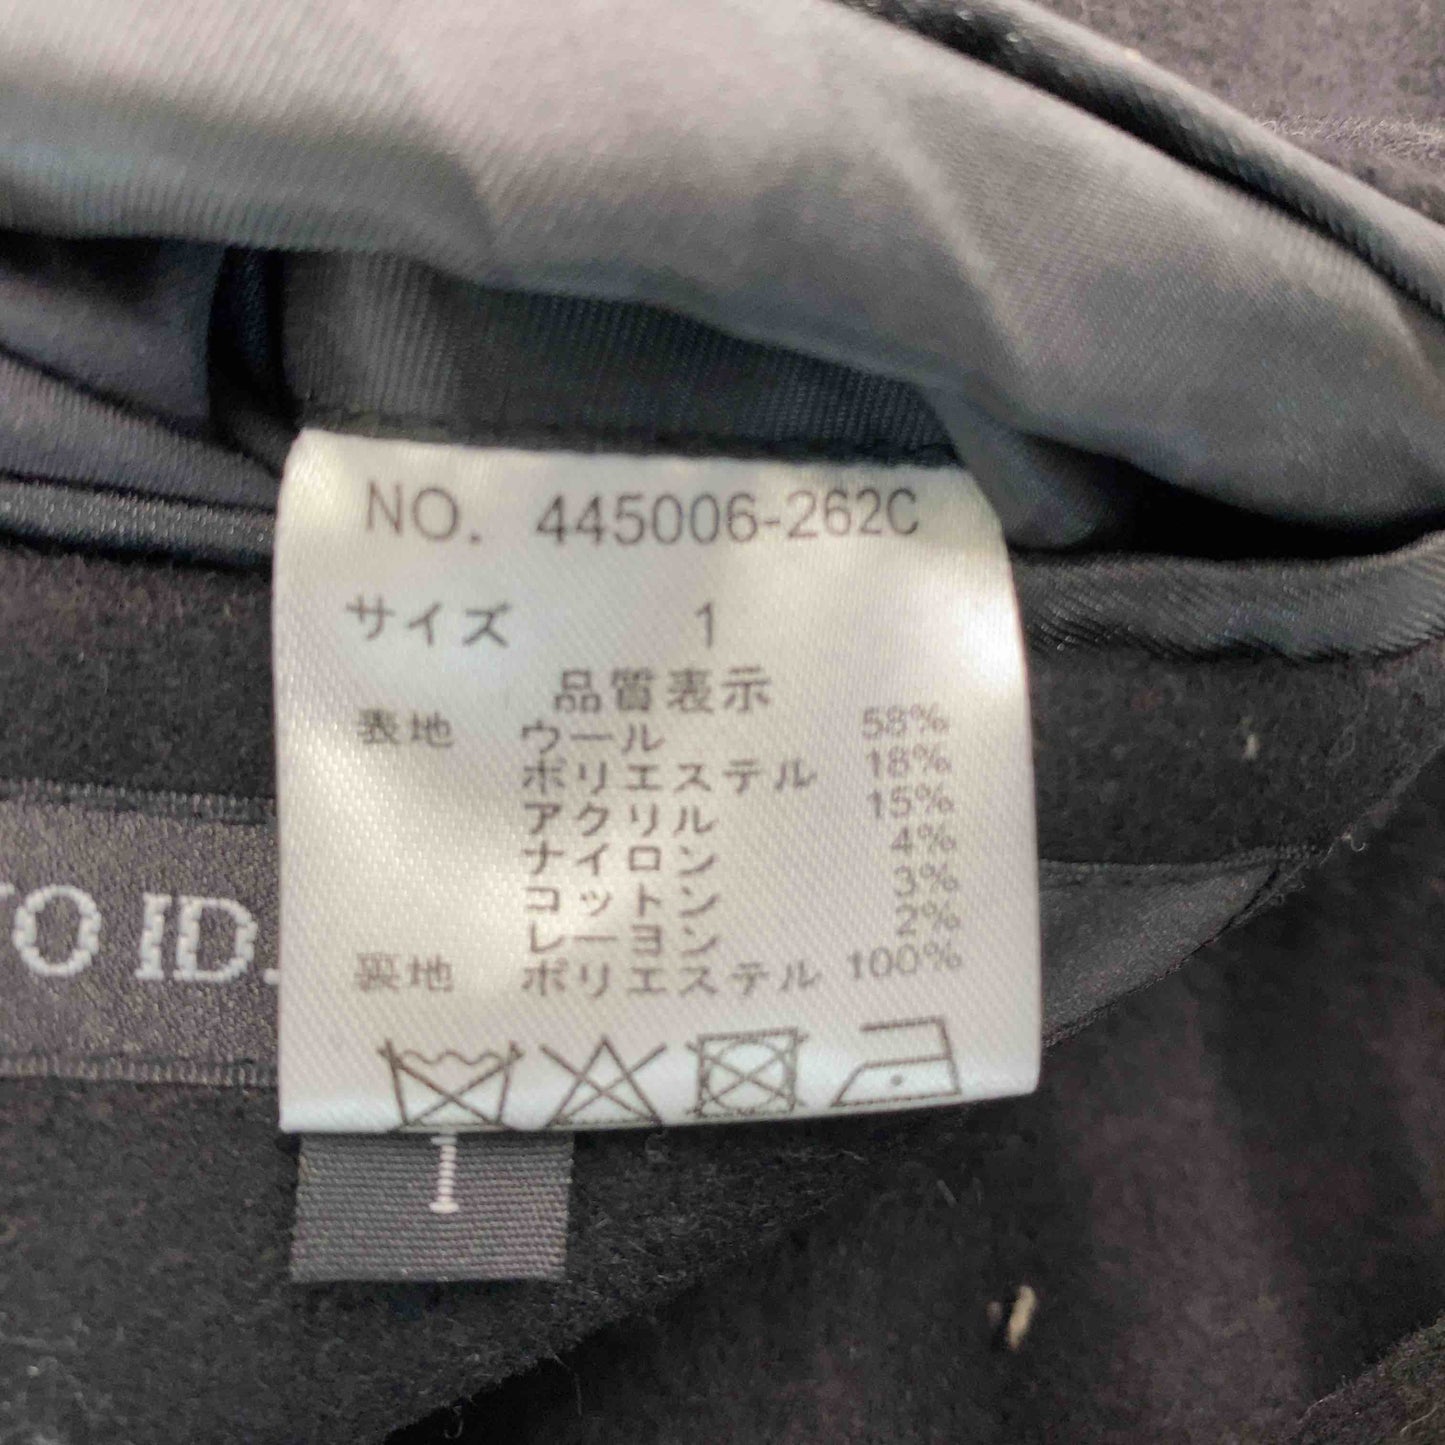 NO. 445006-262C
サイズ 1
品質表示
表地 ウール 58%
ポリエステル 18%
アクリル 15%
ナイロン 4%
コットン 3%
レーヨン 2%
裏地 ポリエステル 100%
O ID.
1